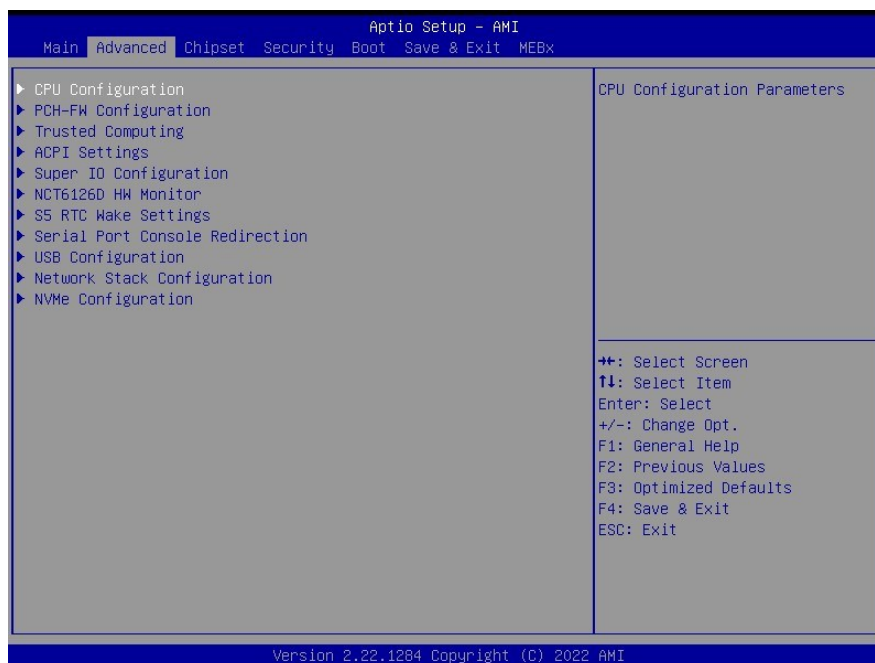 Aptio Setup - AMI
Main Advanced Chipset Security Boot Save & Exit MEBx
CPU Configuration
PCH-FW Configuration
Trusted Computing
ACPI Settings
Super IO Configuration
NCT6126D HW Monitor
S5 RTC Wake Settings
Serial Port Console Redirection
USB Configuration
Network Stack Configuration
NVMe Configuration
CPU Configuration Parameters
→←: Select Screen
↑↓: Select Item
Enter: Select
+/-: Change Opt.
F1: General Help
F2: Previous Values
F3: Optimized Defaults
F4: Save & Exit
ESC: Exit
Version 2.22.1284 Copyright (C) 2022 AMI